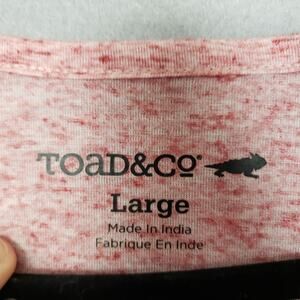 TOAD&CO®
Large
Made In India
Fabrique En Inde